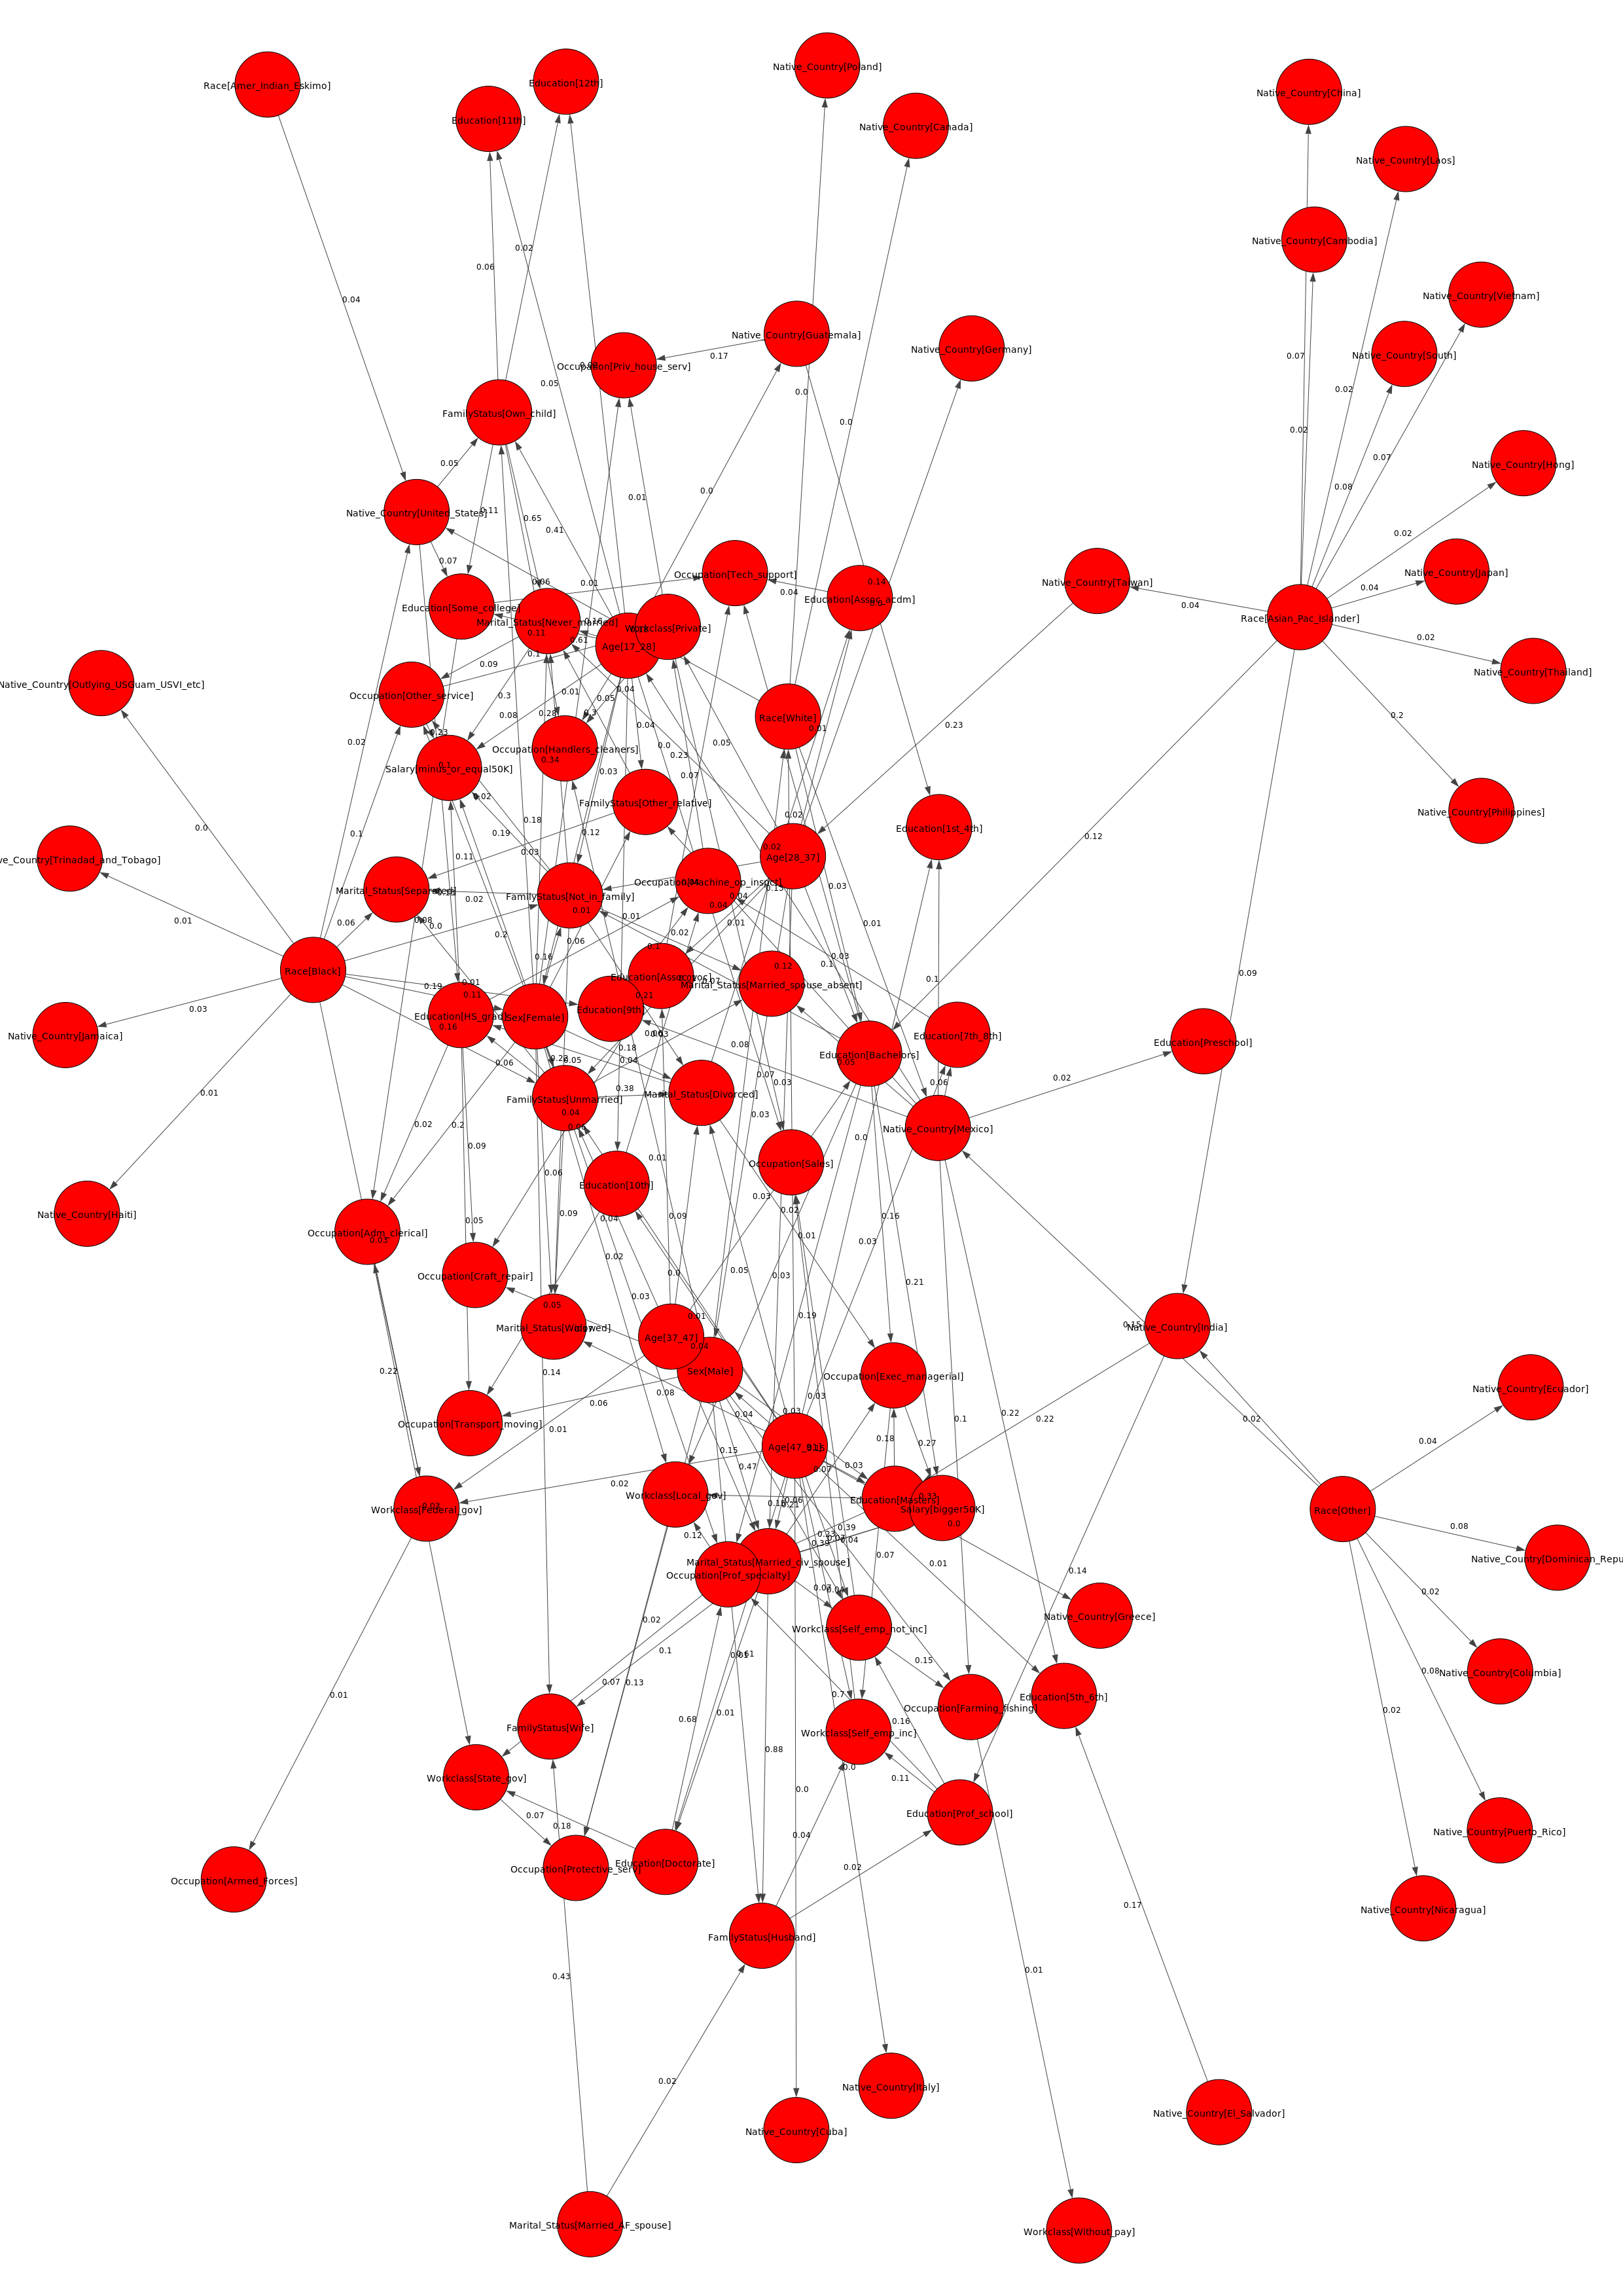 Native_Country[Poland]
Race[Amer_Indian_Eskimo]
Education[12th]
Native_Country[China]
Education[11th]
Native_Country[Canada]
Native_Country[Laos]
Native_Country[Cambodia]
0.02
0.06
Native_Country[Vietnam]
0.04
Native_Country[Guatemala]
Native_Country[Germany]
0.17
0.07
Native_Country[South]
Occupation[Priv_house_serv]
0.05
0.0
0.02
FamilyStatus[Own_child]
0.0
0.02
0.05
0.07
Native_Country[Hong]
0.0
0.08
0.01
Native_Country[United_States]
0.11
0.65
0.41
0.02
0.07
Occupation[Tech_support]
Native_Country[Japan]
0.06
0.01
0.14
Native_Country[Taiwan]
0.04
0.04
Education[Assoc_acdm]
0.04
Education[Some_college]
Marital_Status[Never_married]
Workclass[Private]
Race[Asian_Pac_Islander]
0.11
0.61
Age[17_28]
0.02
0.1
0.09
Native_Country[Thailand]
Native_Country[Outlying_USGuam_USVI_etc]
0.01
0.04
Occupation[Other_service]
0.3
0.05
0.08
0.28
0.3
Race[White]
0.2
0.04
0.01
0.23
0.23
0.02
0.0
0.05
Occupation[Handlers_cleaners]
0.34
0.23
0.1
Salary[minus_or_equal50K]
0.03
0.07
0.02
FamilyStatus[Other_relative]
Native_Country[Philippines]
0.0
0.18
0.02
0.1
0.19
0.12
Education[1st_4th]
0.12
0.11
0.03
0.02
Age[28_37]
ve_Country[Trinadad_and_Tobago]
Occupation[Machine_op_inspct]
Marital_Status[Separated]
0.03
FamilyStatus[Not_in_family]
0.02
0.04
0.04
0.01
0.06
0.01
0.01
0.01
0.01
0.08
0.0
0.02
0.2
0.06
0.1
0.16
0.03
0.12
0.1
Race[Black]
0.09
Education[Assoc_voc]
0.01
0.19
Marital_Status[Married_spouse_absent]
0.11
0.21
Native_Country[Jamaica]
0.03
Education[HS_grad]
Sex[Female]
Education[9th]
Education[7th_8th]
0.16
Education[Preschool]
0.08
0.18
Education[Bachelors]
0.06
0.22
0.05
0.04
0.05
0.02
0.07
0.03
0.06
0.38
0.01
FamilyStatus[Unmarried]
Marital_Status[Divorced]
0.04
0.03
0.02
0.2
Native_Country[Mexico]
0.0
0.09
0.01
Occupation[Sales]
0.06
Education[10th]
0.03
Native_Country[Haiti]
0.02
0.09
0.04
0.09
0.16
0.05
Occupation[Adm_clerical]
0.03
0.01
0.03
0.02
0.0
0.05
0.03
Occupation[Craft_repair]
0.21
0.03
0.05
0.01
0.19
0.15
Marital_Status[Widowed]
Native_Country[India]
Age[37_47]
0.04
0.22
0.14
Sex[Male]
Occupation[Exec_managerial]
Native_Country[Ecuador]
0.08
0.03
0.06
0.04
0.03
0.1
0.22
0.22
0.02
Occupation[Transport_moving]
0.01
0.18
0.04
0.15
0.27
Age[47_91]
0.47
0.03
0.07
0.02
Workclass[Local_gov]
Education[Masters]
0.33
Workclass[Federal_gov]
Salary[bigger50K]
Race[Other]
0.0
0.08
0.12
0.39
0.04
Native_Country[Dominican_Repu
Marital_Status[Married_div_spouse]
0.07
0.01
Occupation[Prof_specialty]
0.14
0.02
Native_Country[Greece]
0.02
Workclass[Self_emp_not_inc]
0.1
0.61
0.15
0.08
Native_Country[Columbia]
0.07
0.13
0.7
Education[5th_6th]
0.01
Occupation[Farming_fishing]
0.02
0.01
0.68
0.16
FamilyStatus[Wife]
Workclass[Self_emp_inc]
0.88
0.0
Workclass[State_gov]
0.11
0.0
Education[Prof_school]
0.07
0.18
Native_Country[Puerto_Rico]
0.04
Education[Doctorate]
0.02
Occupation[Protective_serv]
Occupation[Armed_Forces]
0.17
Native_Country[Nicaragua]
FamilyStatus[Husband]
0.01
0.43
0.02
Native_Country[Italy]
Native_Country[El_Salvador]
Native_Country[Cuba]
Marital_Status[Married_AF_spouse]
Workclass[Without_pay]